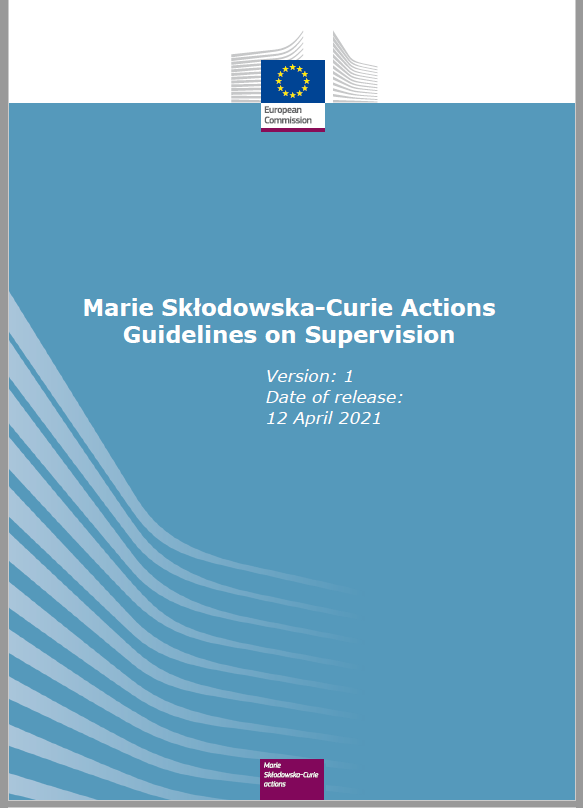 European
Commission
Marie Skłodowska-Curie Actions
Guidelines on Supervision
Version: 1
Date of release:
12 April 2021
Marie
Skłodowska-Curie
actions